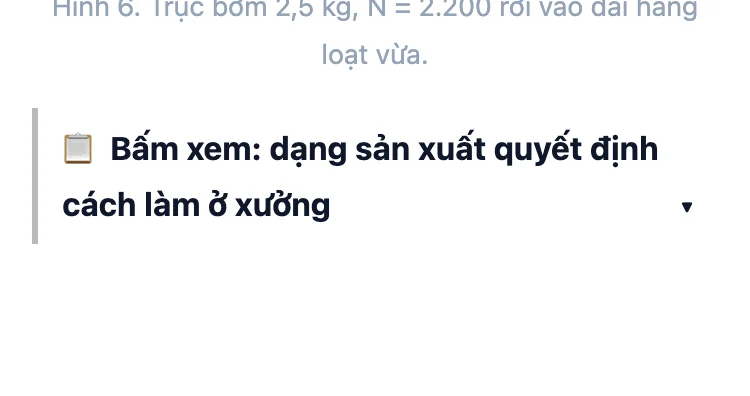 Hình 6. Trục bơm 2,5 kg, N = 2.200 rơi vào dải hàng
loạt vừa.
Bấm xem: dạng sản xuất quyết định
cách làm ở xưởng